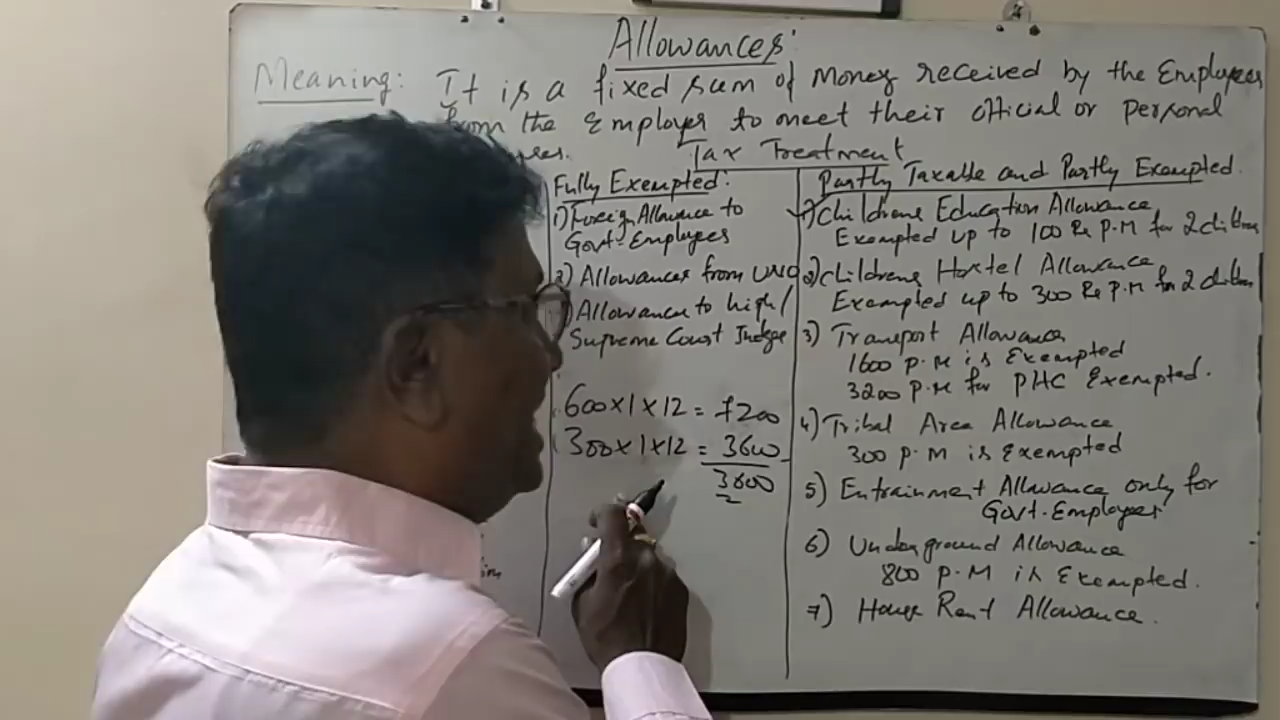 Allowances:
Meaning: It is a fixed sum of Money received by the Employees
from the Employer to meet their official or personal
Tax Treatment
Fully Exempted:
1) Foreign Allowance to
Govt-Employees
2) Allowances from UNO
Allowance to high/
Supreme Court Judge
600×1×12 = 7200
300×1×12 = 3600
3600
Partly Taxable and Partly Exempted.
1) Childrens Education Allowance
Exempted up to 100 Rs P.M for 2 children
2) Childrens Hostel Allowance
Exempted up to 300 Rs P.M for 2 children
3) Transport Allowance
1600 P.M is Exempted
3200 P.M for PHC Exempted.
4) Tribal Area Allowance
300 P.M is Exempted
5) Entrainment Allowance only for
Govt-Employees
6) Underground Allowance
800 P.M is Exempted.
7) House Rent Allowance.